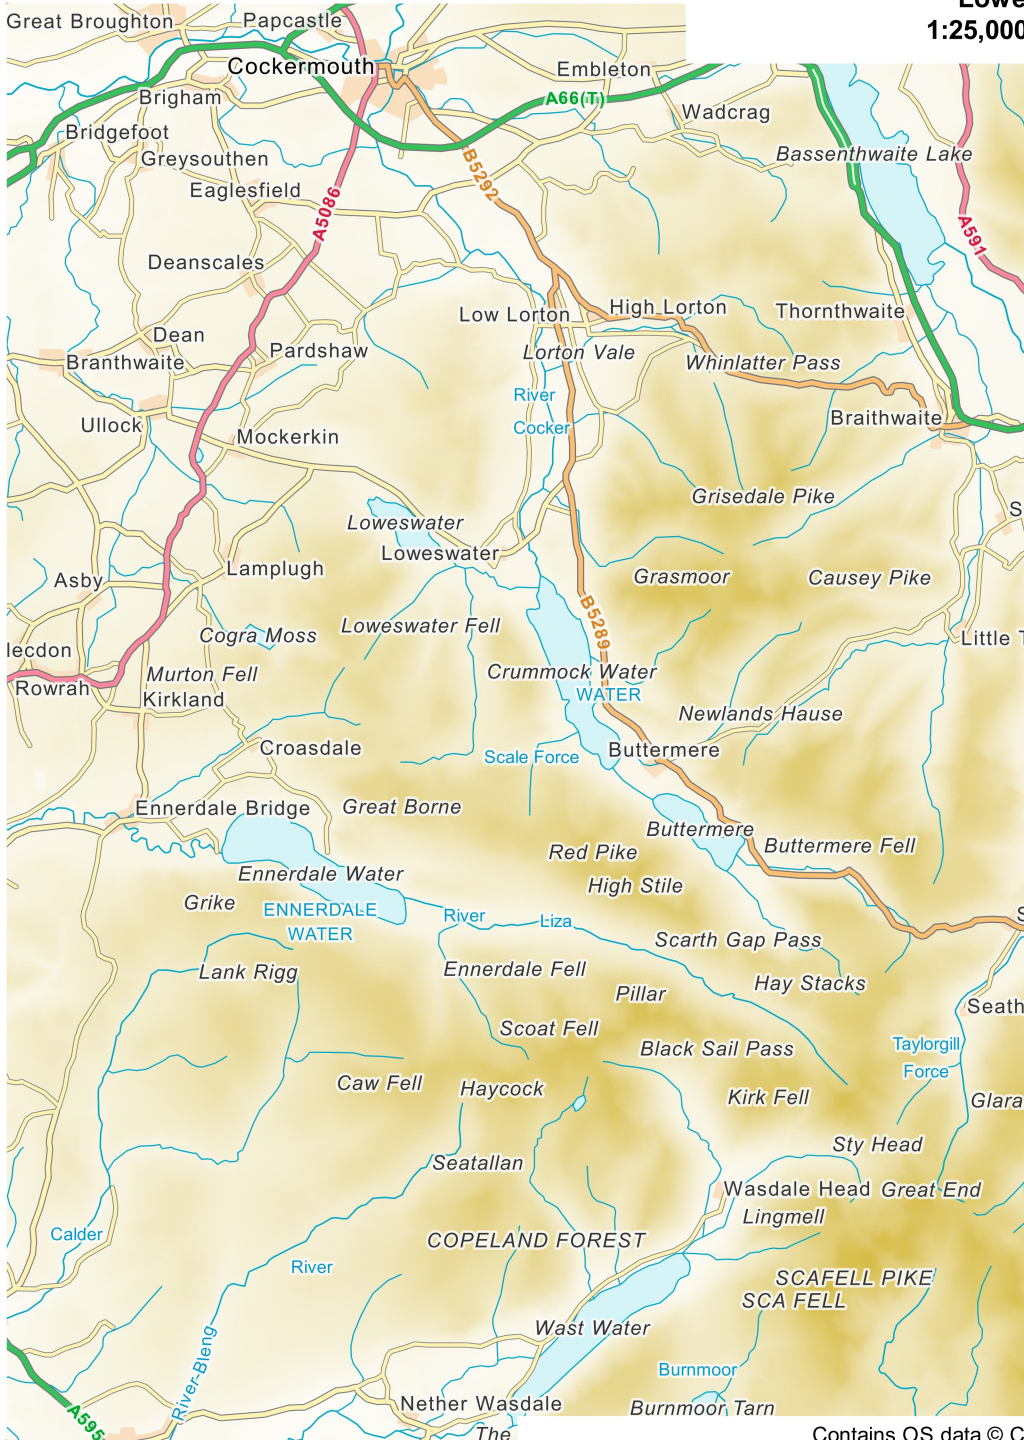 Lowe
1:25,000
Great Broughton
Papcastle
Cockermouth
Embleton
A66(T)
Brigham
Wadcrag
Bridgefoot
Greysouthen
Bassenthwaite Lake
B5292
Eaglesfield
A5086
A591
Deanscales
Low Lorton
High Lorton
Thornthwaite
Dean
Pardshaw
Lorton Vale
Branthwaite
Whinlatter Pass
River
Cocker
Ullock
Braithwaite
Mockerkin
Grisedale Pike
S
Loweswater
Loweswater
Lamplugh
Asby
Grasmoor
Causey Pike
B5289
Loweswater Fell
Cogra Moss
Little T
lecdon
Crummock Water
WATER
Murton Fell
Rowrah
Kirkland
Newlands Hause
Croasdale
Scale Force
Buttermere
Ennerdale Bridge
Great Borne
Buttermere
Buttermere Fell
Red Pike
Ennerdale Water
High Stile
Grike
ENNERDALE
WATER
River
Liza
S
Scarth Gap Pass
Lank Rigg
Ennerdale Fell
Hay Stacks
Pillar
Seath
Scoat Fell
Black Sail Pass
Taylorgill
Force
Caw Fell
Haycock
Kirk Fell
Glara
Sty Head
Seatallan
Wasdale Head
Great End
Lingmell
Calder
COPELAND FOREST
River
SCAFELL PIKE
SCA FELL
Wast Water
River-Bleng
Burnmoor
A595
Nether Wasdale
Burnmoor Tarn
The
Contains OS data © C